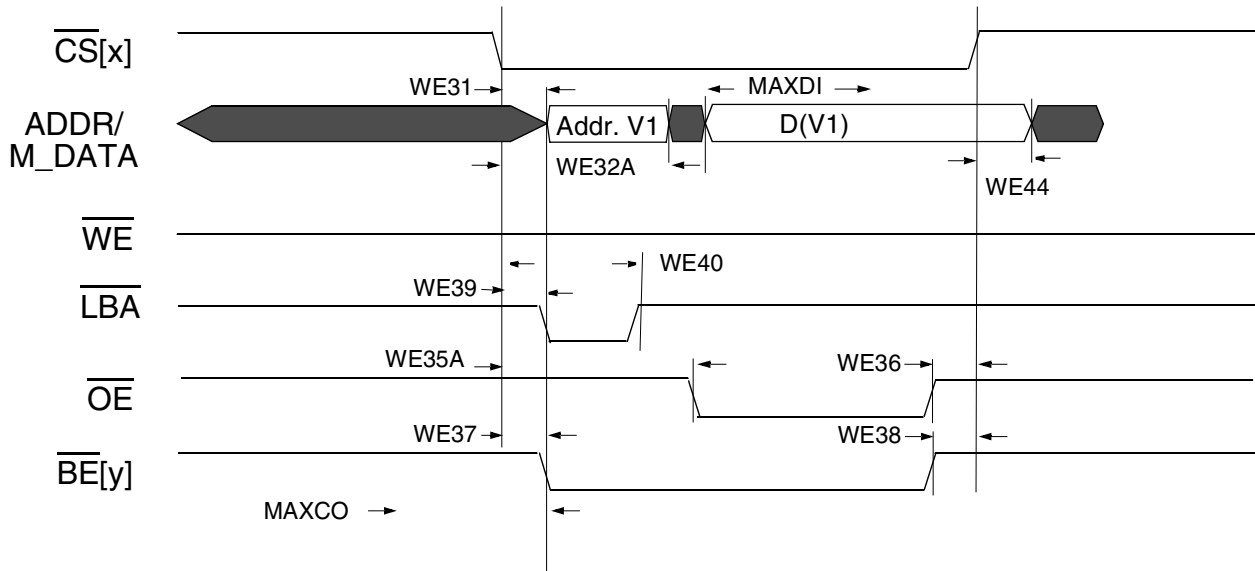 CS[x]
WE31
MAXDI
ADDR/
M_DATA
Addr. V1
D(V1)
WE32A
WE44
WE
WE40
WE39
LBA
WE35A
WE36
OE
WE37
WE38
BE[y]
MAXCO